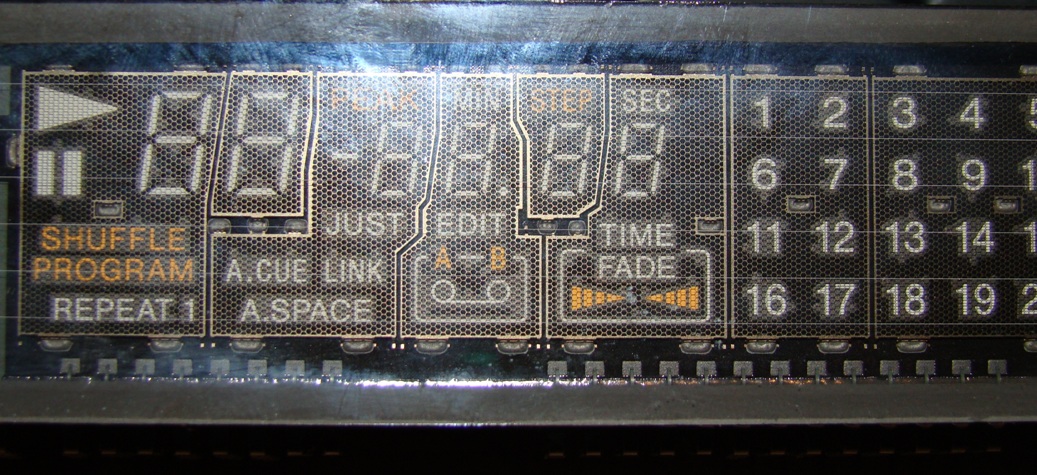 PEAK MIN STEP SEC
JUST EDIT TIME
SHUFFLE
PROGRAM
REPEAT 1
A.CUE LINK
A.SPACE
A B
FADE
1 2 3 4 5
6 7 8 9
11 12 13 14
16 17 18 19